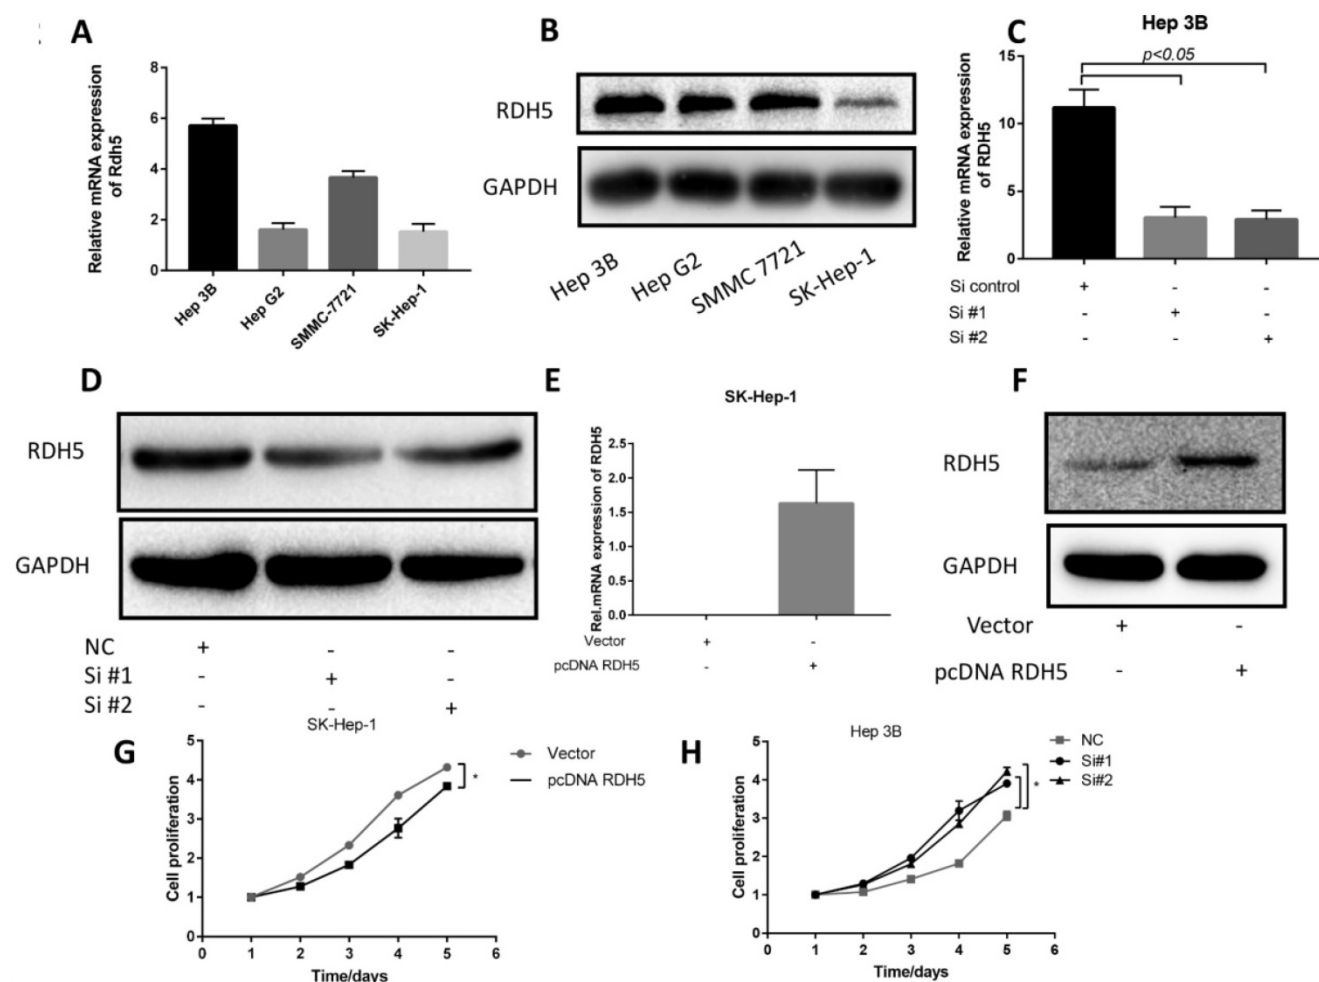 A
Relative mRNA expression
of Rdh5
8
6
4
2
0
Hep 3B
Hep G2
SMMC-7721
SK-Hep-1
B
RDH5
GAPDH
Hep 3B
Hep G2
SMMC 7721
SK-Hep-1
C
Hep 3B
Relative mRNA expression
of RDH5
15
10
5
0
p<0.05
Si control + - -
Si #1 - + -
Si #2 - - +
D
RDH5
GAPDH
NC + - -
Si #1 - + -
Si #2 - - +
E
SK-Hep-1
Rel.mRNA expression of RDH5
2.5
2.0
1.5
1.0
0.5
0.0
Vector + -
pcDNA RDH5 - +
F
RDH5
GAPDH
Vector + -
pcDNA RDH5 - +
G
SK-Hep-1
Cell proliferation
5
4
3
2
1
0
0 1 2 3 4 5 6
Time/days
Vector
pcDNA RDH5
*
H
Hep 3B
Cell proliferation
5
4
3
2
1
0
0 1 2 3 4 5 6
Time/days
NC
Si#1
Si#2
*